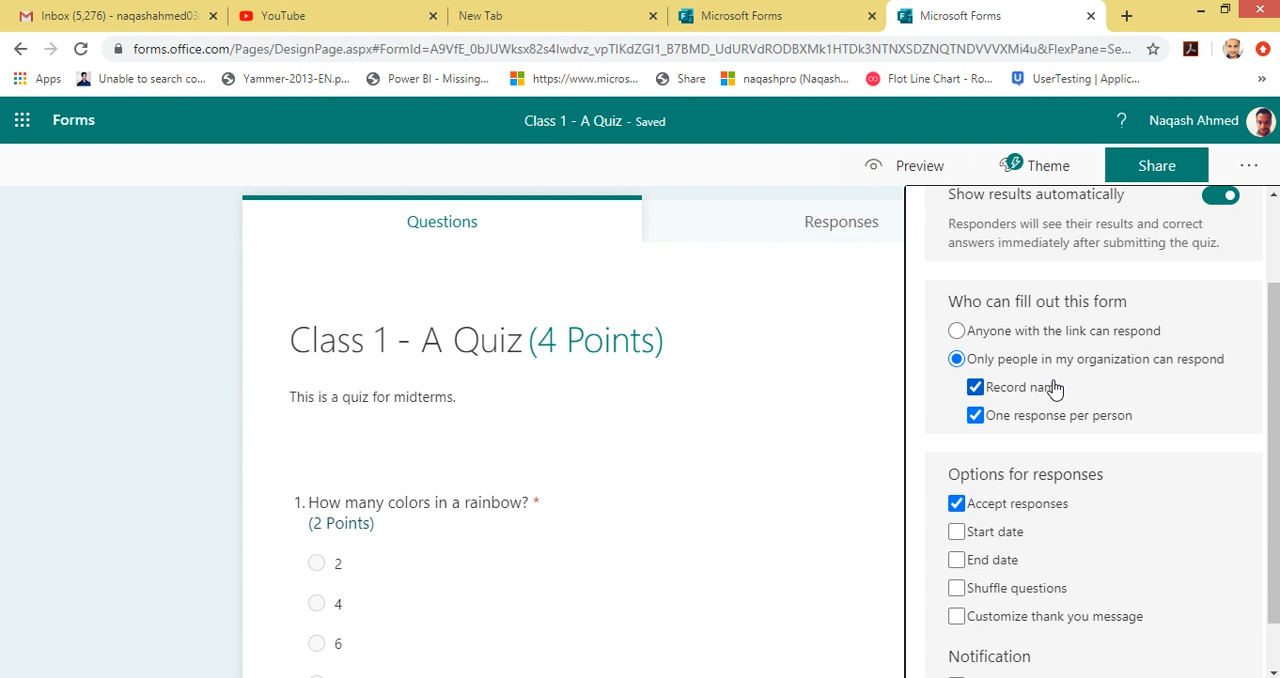 Inbox (5,276) - naqashahmed03
YouTube
New Tab
Microsoft Forms
Microsoft Forms
forms.office.com/Pages/DesignPage.aspx#FormId=A9VfE_0bJUWksx82s4lwdvz_vpTIKdZGI1_B7BMD_UdURVdRODBXMk1HTDk3NTNXSDZNQTNDVVVXMi4u&FlexPane=Se...
Apps
Unable to search co...
Yammer-2013-EN.p...
Power BI - Missing...
https://www.micros...
Share
naqashpro (Naqash...
Flot Line Chart - Ro...
UserTesting | Applic...
»
Forms
Class 1 - A Quiz - Saved
?
Naqash Ahmed
Preview
Theme
Share
...
Questions
Responses
Class 1 - A Quiz (4 Points)
This is a quiz for midterms.
1. How many colors in a rainbow? *
(2 Points)
2
4
6
Show results automatically
Responders will see their results and correct
answers immediately after submitting the quiz.
Who can fill out this form
Anyone with the link can respond
Only people in my organization can respond
Record
One response per person
Options for responses
Accept responses
Start date
End date
Shuffle questions
Customize thank you message
Notification